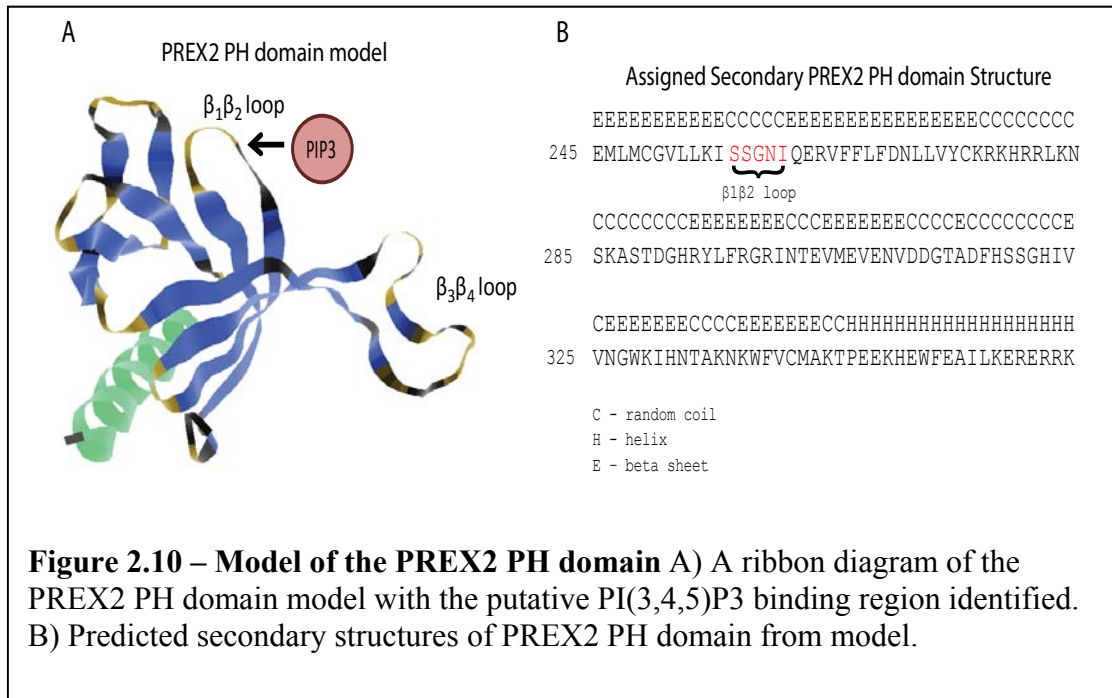 A
PREX2 PH domain model
β1β2 loop
PIP3
β3β4 loop
B
Assigned Secondary PREX2 PH domain Structure
EEEEEEEEEEECCCCCEEEEEEEEEEEEEEEECCCCCCCC
245 EMLMCGVLLKISSGNIQERVFFLFDNLLVYCKRKHRRLKN
β1β2 loop
CCCCCCCCEEEEEEEECCCEEEEEEECCCCECCCCCCCCE
285 SKASTDGHRYLFRGRINTEVMEVENVDDGTADFHSSGHIV
CEEEEEEECCCCEEEEEEECCHHHHHHHHHHHHHHHHHHH
325 VNGWKIHNTAKNKWFVCMAKTPEEKHEWFEAILKERERRK
C - random coil
H - helix
E - beta sheet
Figure 2.10 – Model of the PREX2 PH domain A) A ribbon diagram of the
PREX2 PH domain model with the putative PI(3,4,5)P3 binding region identified.
B) Predicted secondary structures of PREX2 PH domain from model.